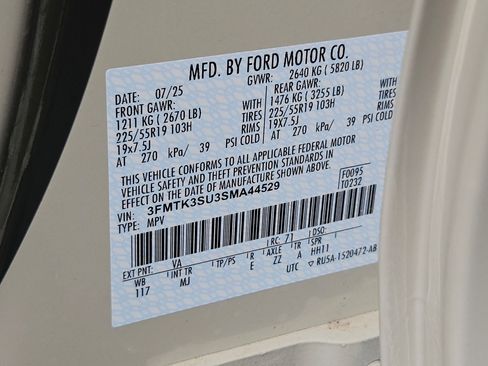 MFD. BY FORD MOTOR CO.
DATE: 07/25 GVWR: 2640 KG ( 5820 LB)
FRONT GAWR: REAR GAWR:
1211 KG ( 2670 LB) WITH 1476 KG ( 3255 LB) WITH
225/55R19 103H TIRES 225/55R19 103H TIRES
19X7.5J RIMS 19X7.5J RIMS
AT 270 kPa/ 39 PSI COLD AT 270 kPa/ 39 PSI COLD
THIS VEHICLE CONFORMS TO ALL APPLICABLE FEDERAL MOTOR
VEHICLE SAFETY AND THEFT PREVENTION STANDARDS IN
EFFECT ON THE DATE OF MANUFACTURE SHOWN ABOVE.
VIN: 3FMTK3SU3SMA44529 F0095
TYPE: MPV T0232
EXT PNT: VA RC: 71 DSO:
WB INT TR TP/PS R AXLE TR SPR
117 MJ E ZZ A HH11
UTC ▽ RU5A-1520472-AB